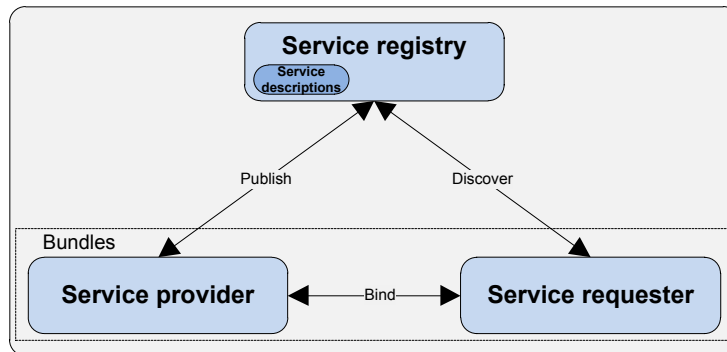 Service registry
Service
descriptions
Publish
Discover
Bundles
Service provider
Bind
Service requester